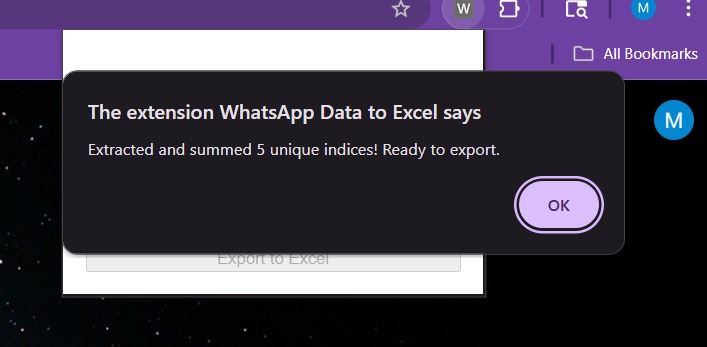 W
M
All Bookmarks
M
The extension WhatsApp Data to Excel says
Extracted and summed 5 unique indices! Ready to export.
OK
Export to Excel